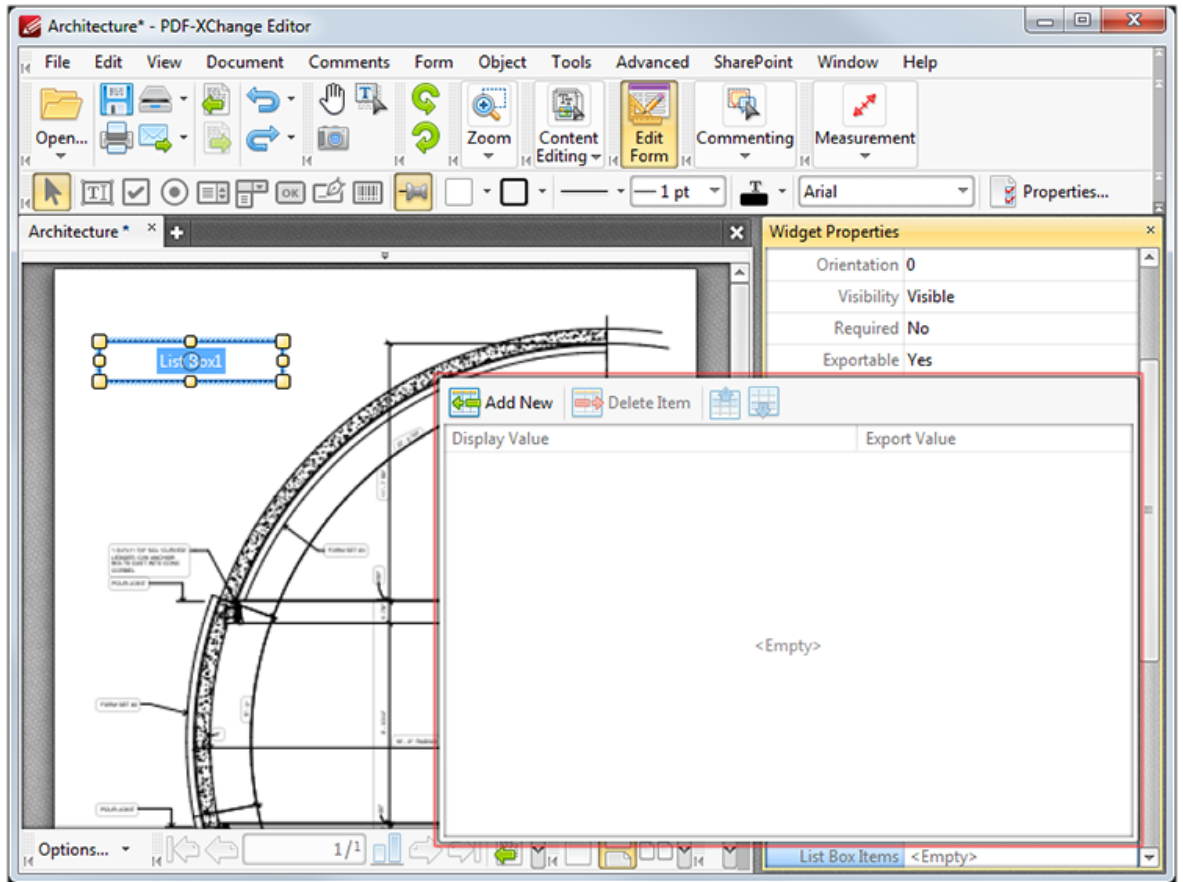 Architecture* - PDF-XChange Editor
File Edit View Document Comments Form Object Tools Advanced SharePoint Window Help
Open... Zoom Content Editing Edit Form Commenting Measurement
OK 1 pt T Arial Properties...
Architecture *
Widget Properties
Orientation 0
Visibility Visible
Required No
Exportable Yes
List Box1
Add New Delete Item
Display Value Export Value
<Empty>
POUR JOINT
Options... 1/1
List Box Items <Empty>